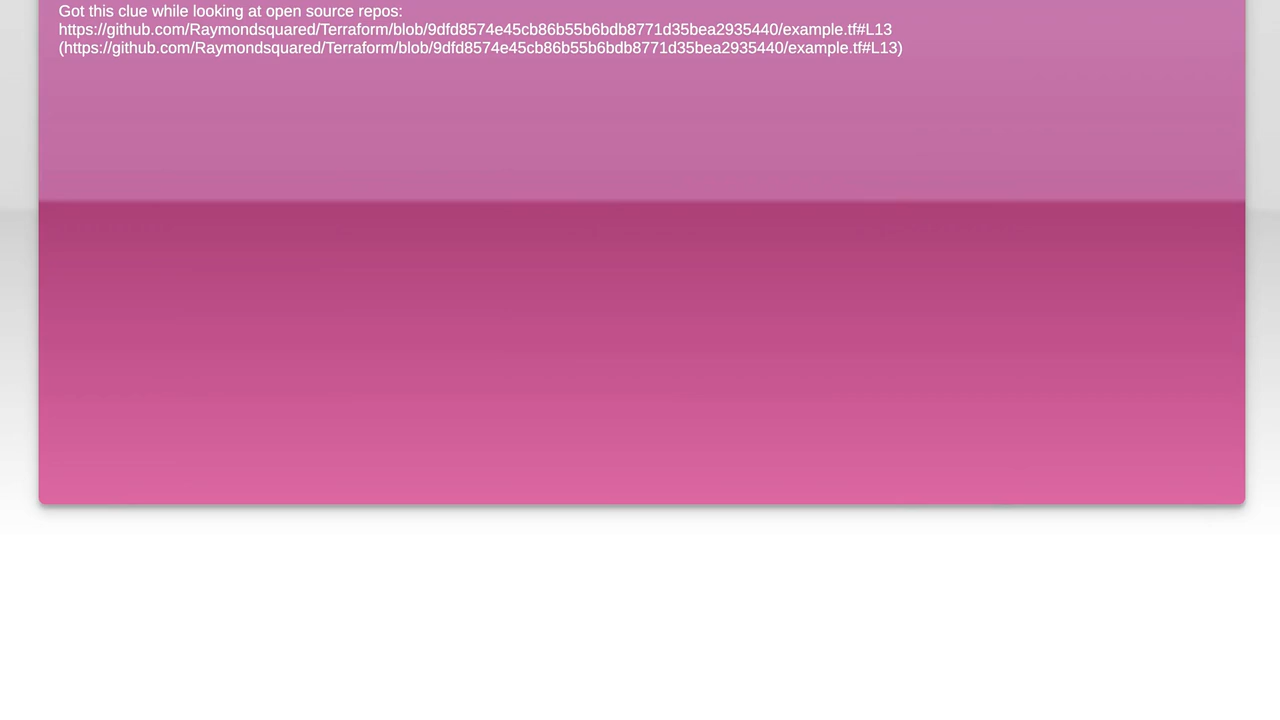 Got this clue while looking at open source repos:
https://github.com/Raymondsquared/Terraform/blob/9dfd8574e45cb86b55b6bdb8771d35bea2935440/example.tf#L13
(https://github.com/Raymondsquared/Terraform/blob/9dfd8574e45cb86b55b6bdb8771d35bea2935440/example.tf#L13)